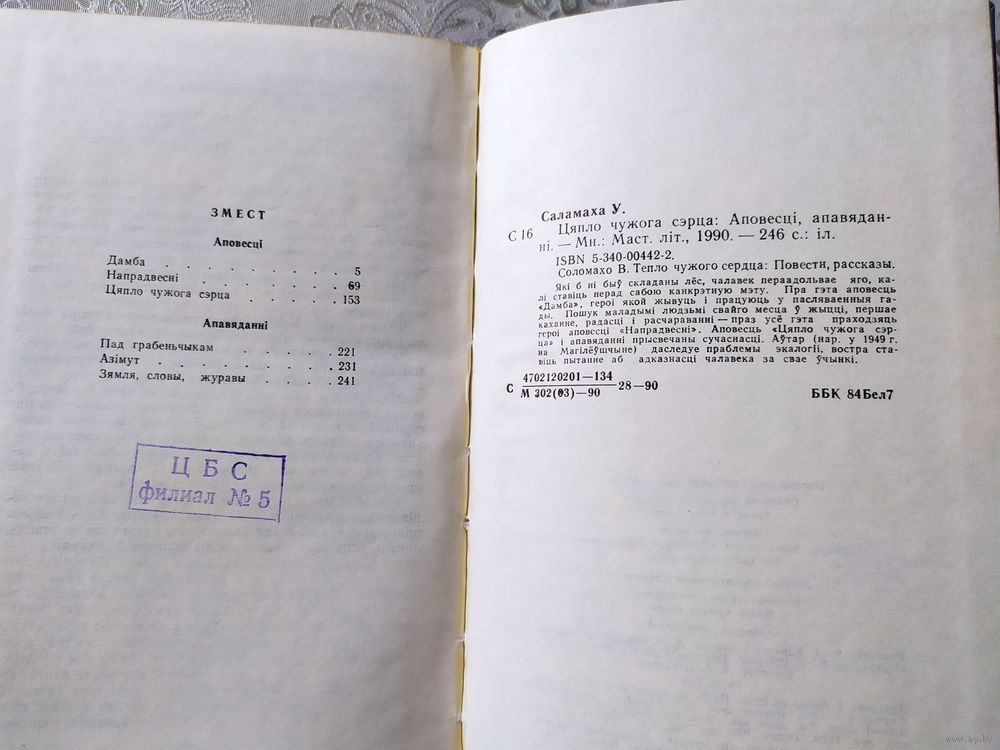 ЗМЕСТ
Аповесці
Дамба . . . . . . . . . 5
Напрадвесні . . . . . . . 69
Цяпло чужога сэрца . . . . . 153
Апавяданні
Пад грабеньчыкам . . . . . 221
Азімут . . . . . . . . . 231
Зямля, словы, журавы . . . . 241
ЦБС
филиал № 5
Саламаха У.
С 16 Цяпло чужога сэрца: Аповесці, апавядан-
ні. — Мн.: Маст. літ., 1990. — 246 с.: іл.
ISBN 5-340-00442-2.
Соломахо В. Тепло чужого сердца: Повести, рассказы.
Які б ні быў складаны лёс, чалавек пераадольвае яго, ка-
лі ставіць перад сабою канкрэтную мэту. Пра гэта аповесць
«Дамба», героі якой жывуць і працуюць у пасляваенныя га-
ды. Пошук маладымі людзьмі свайго месца ў жыцці, першае
каханне, радасці і расчараванні — праз усё гэта праходзяць
героі аповесці «Напрадвесні». Аповесць «Цяпло чужога сэр-
ца» і апавяданні прысвечаны сучаснасці. Аўтар (нар. у 1949 г.
на Магілёўшчыне) даследуе праблемы экалогіі, востра ста-
віць пытанне аб адказнасці чалавека за свае ўчынкі.
С 4702120201—134
М 302(03)—90 28—90
ББК 84Бел7
www.ay.by